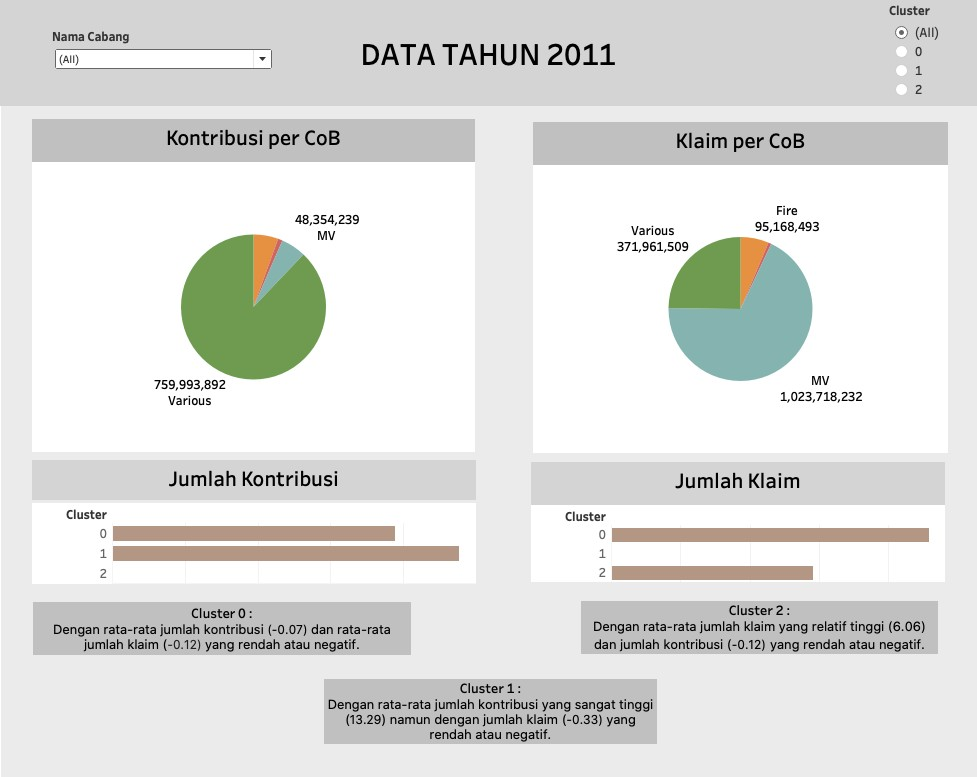 Nama Cabang
(All)
DATA TAHUN 2011
Cluster
(All)
0
1
2
Kontribusi per CoB
48,354,239
MV
759,993,892
Various
Klaim per CoB
Fire
95,168,493
Various
371,961,509
MV
1,023,718,232
Jumlah Kontribusi
Cluster
0
1
2
Jumlah Klaim
Cluster
0
1
2
Cluster 0 :
Dengan rata-rata jumlah kontribusi (-0.07) dan rata-rata
jumlah klaim (-0.12) yang rendah atau negatif.
Cluster 2 :
Dengan rata-rata jumlah klaim yang relatif tinggi (6.06)
dan jumlah kontribusi (-0.12) yang rendah atau negatif.
Cluster 1 :
Dengan rata-rata jumlah kontribusi yang sangat tinggi
(13.29) namun dengan jumlah klaim (-0.33) yang
rendah atau negatif.